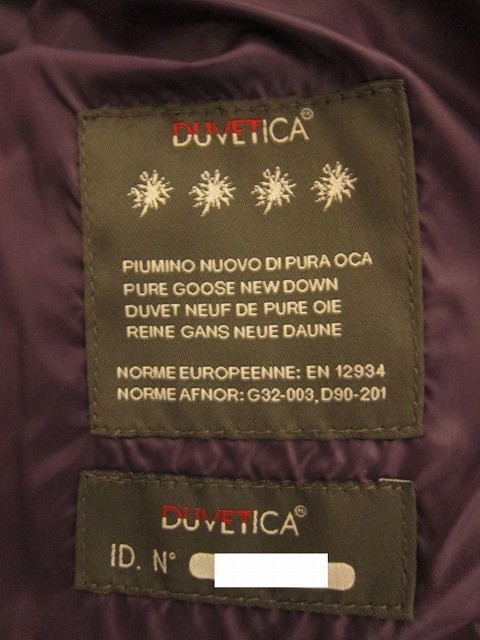 DUVETICA®
PIUMINO NUOVO DI PURA OCA
PURE GOOSE NEW DOWN
DUVET NEUF DE PURE OIE
REINE GANS NEUE DAUNE
NORME EUROPEENNE: EN 12934
NORME AFNOR: G32-003, D90-201
DUVETICA®
ID. N°